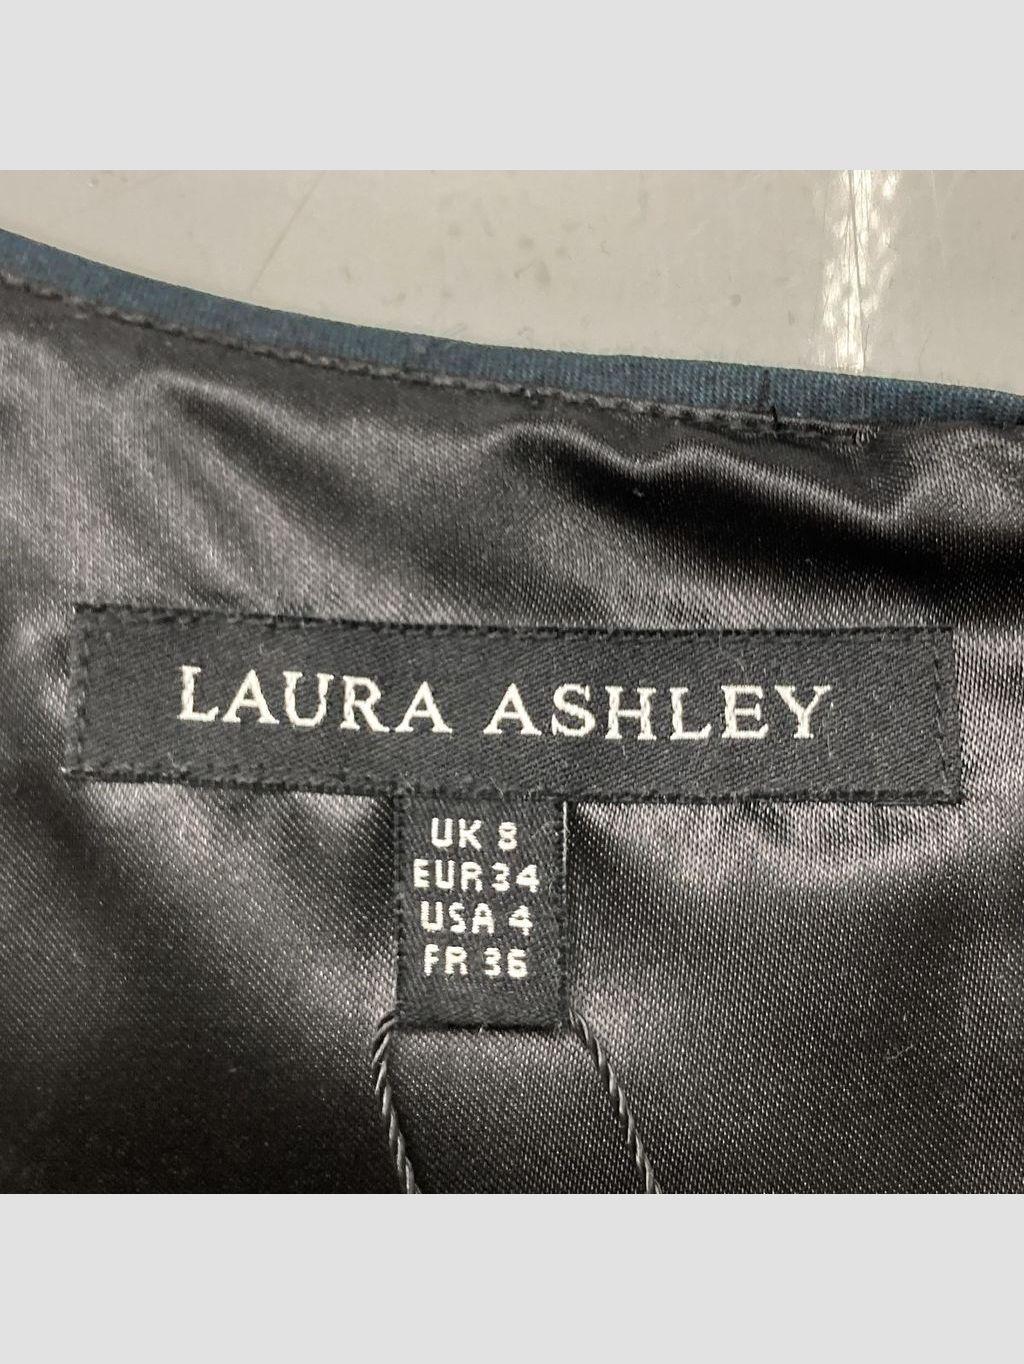 LAURA ASHLEY
UK 8
EUR 34
USA 4
FR 36